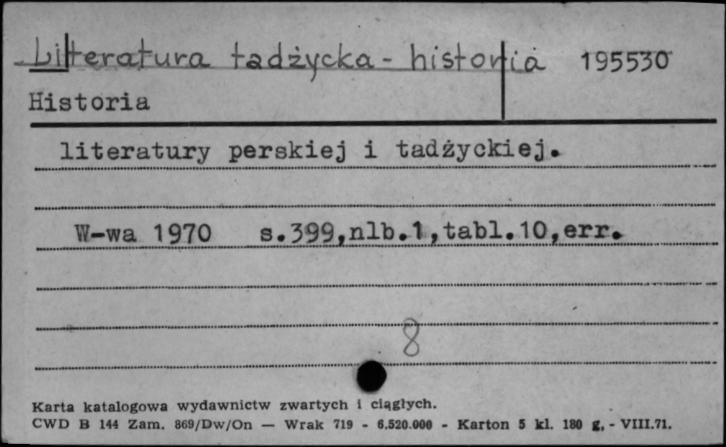 Literatura tadżycka - historia 195530
Historia
literatury perskiej i tadżyckiej.
W-wa 1970 s.399,nlb.1,tabl.10,err.
8
Karta katalogowa wydawnictw zwartych i ciągłych.
CWD B 144 Zam. 869/Dw/On — Wrak 719 - 6.520.000 - Karton 5 kl. 180 g, - VIII.71.